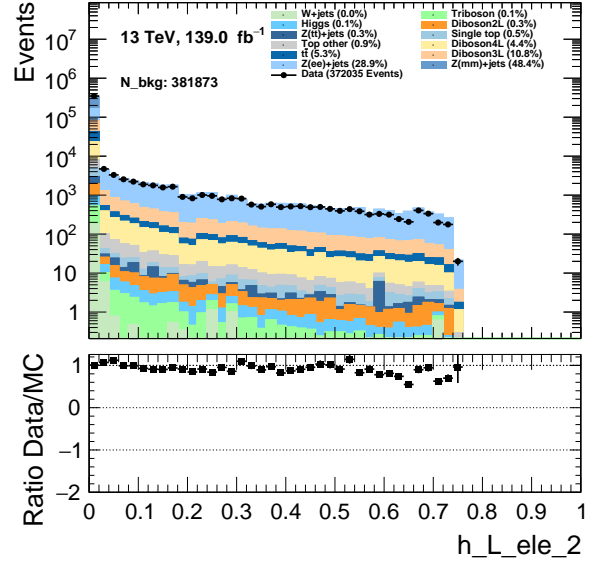 Events
13 TeV, 139.0 fb⁻¹
N_bkg: 381873
W+jets (0.0%)
Higgs (0.1%)
Z(tt)+jets (0.3%)
Top other (0.9%)
tt̄ (5.3%)
Z(ee)+jets (28.9%)
Data (372035 Events)
Triboson (0.1%)
Diboson2L (0.3%)
Single top (0.5%)
Diboson4L (4.4%)
Diboson3L (10.8%)
Z(mm)+jets (48.4%)
10⁷
10⁶
10⁵
10⁴
10³
10²
10
1
Ratio Data/MC
1
0
−1
−2
0 0.1 0.2 0.3 0.4 0.5 0.6 0.7 0.8 0.9 1
h_L_ele_2